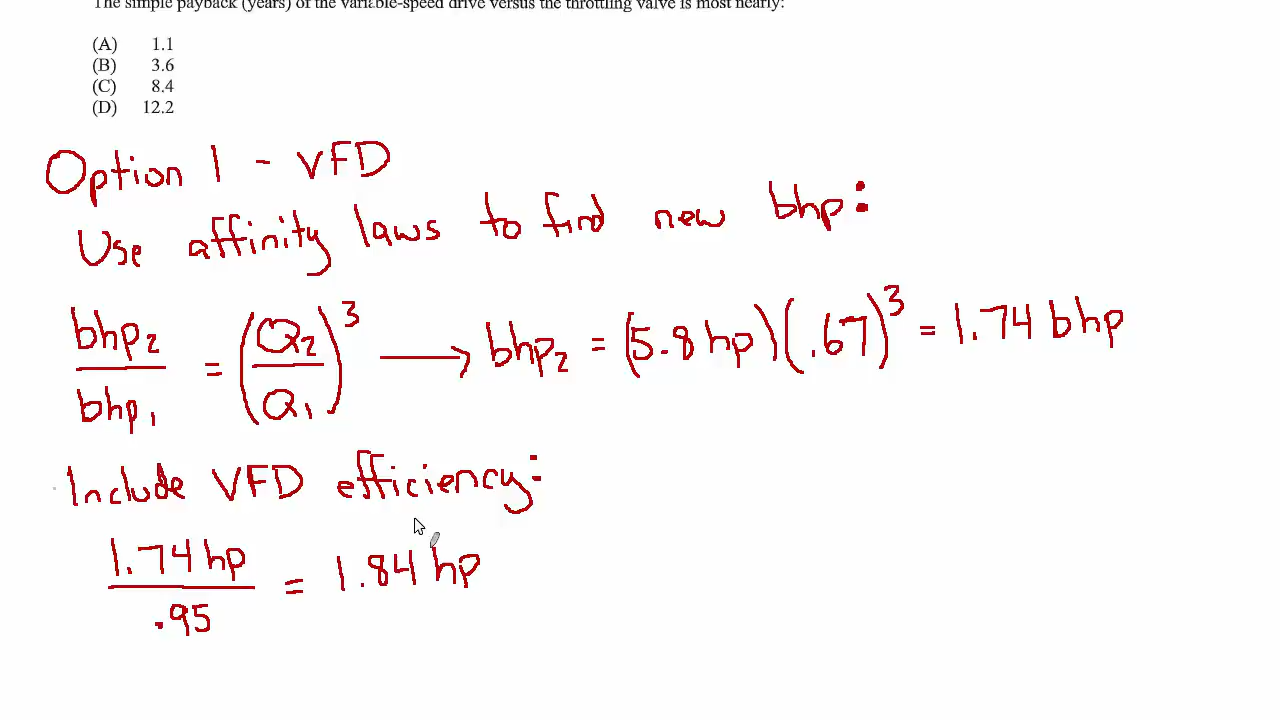 The simple payback (years) of the variable-speed drive versus the throttling valve is most nearly:
(A) 1.1
(B) 3.6
(C) 8.4
(D) 12.2
Option 1 - VFD
Use affinity laws to find new bhp:
bhp₂/bhp₁ = (Q₂/Q₁)³ → bhp₂ = (5.8 hp)(.67)³ = 1.74 bhp
Include VFD efficiency:
1.74 hp/.95 = 1.84 hp